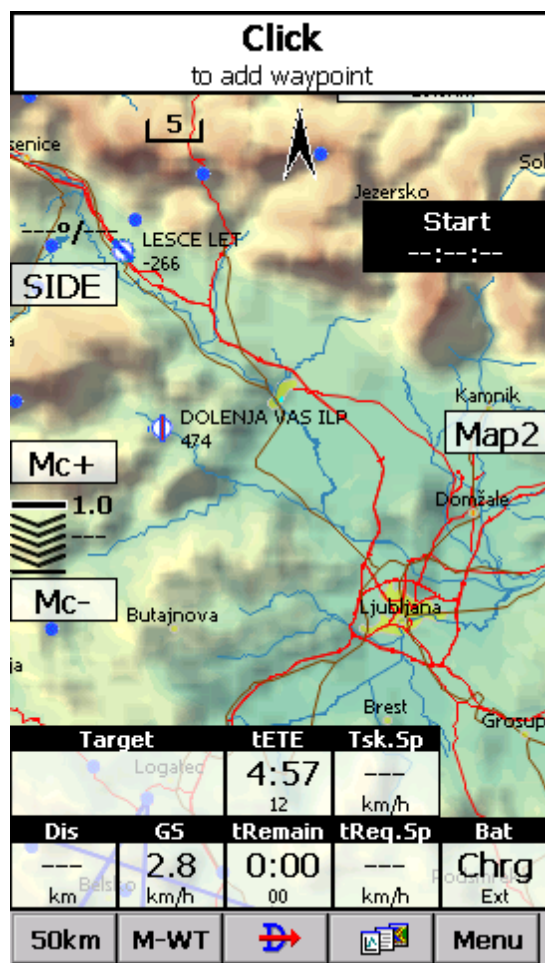 Click
to add waypoint
senice
5
Sol
Jezersko
---°/---
LESCE LET
-266
Start
--:--:--
SIDE
Kamnik
DOLENJA VAS ILP
474
Map2
Mc+
1.0
---
Domžale
Mc-
Butajnova
Ljubljana
ja
Brest
Grosup
Target
tETE
Tsk.Sp
Logatec
4:57
12
---
km/h
Dis
GS
tRemain
tReq.Sp
Bat
---
km
2.8
km/h
0:00
00
---
km/h
Chrg
Ext
Belsko
50km
M-WT
Menu